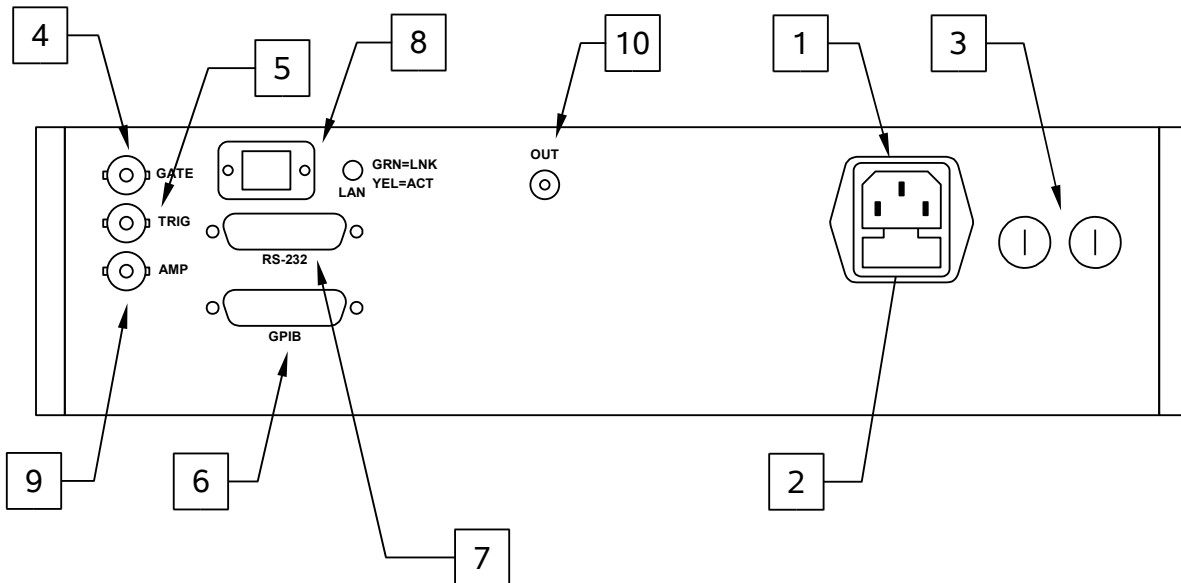 4
5
8
10
1
3
GATE
TRIG
AMP
GRN=LNK
YEL=ACT
LAN
OUT
RS-232
GPIB
9
6
7
2